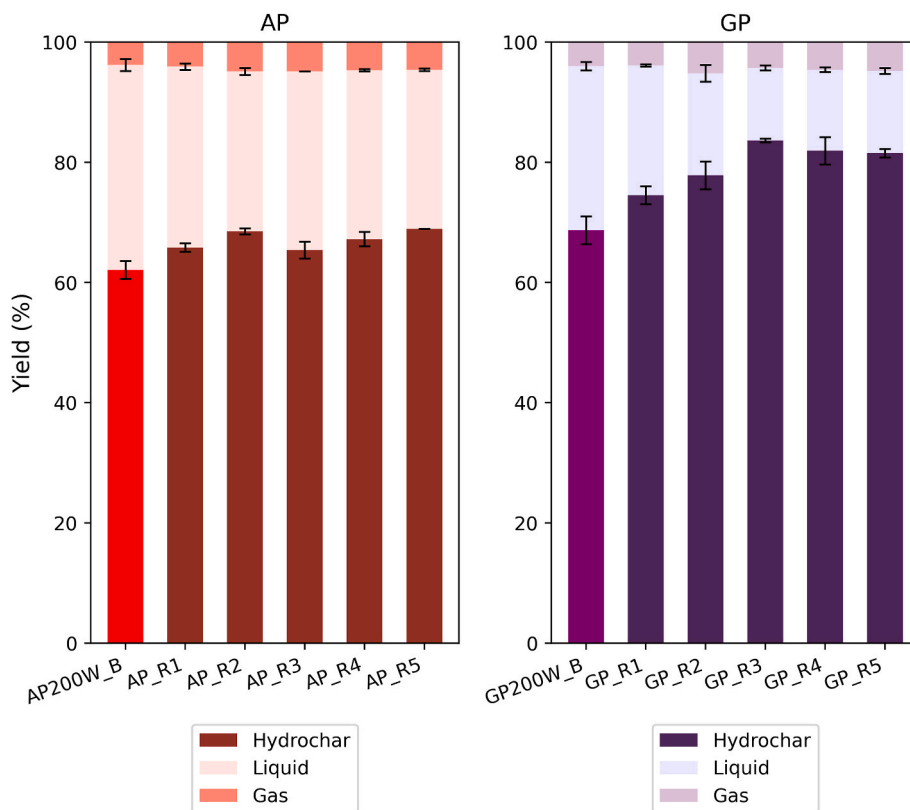 AP
GP
Yield (%)
100
80
60
40
20
0
100
80
60
40
20
0
AP200W_B
AP_R1
AP_R2
AP_R3
AP_R4
AP_R5
GP200W_B
GP_R1
GP_R2
GP_R3
GP_R4
GP_R5
Hydrochar
Liquid
Gas
Hydrochar
Liquid
Gas